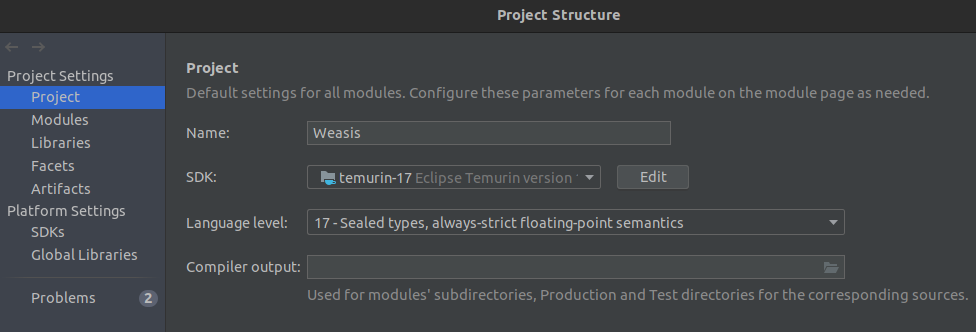 Project Structure
Project Settings
Project
Modules
Libraries
Facets
Artifacts
Platform Settings
SDKs
Global Libraries
Problems 2
Project
Default settings for all modules. Configure these parameters for each module on the module page as needed.
Name: Weasis
SDK: temurin-17 Eclipse Temurin version Edit
Language level: 17 - Sealed types, always-strict floating-point semantics
Compiler output:
Used for modules' subdirectories, Production and Test directories for the corresponding sources.